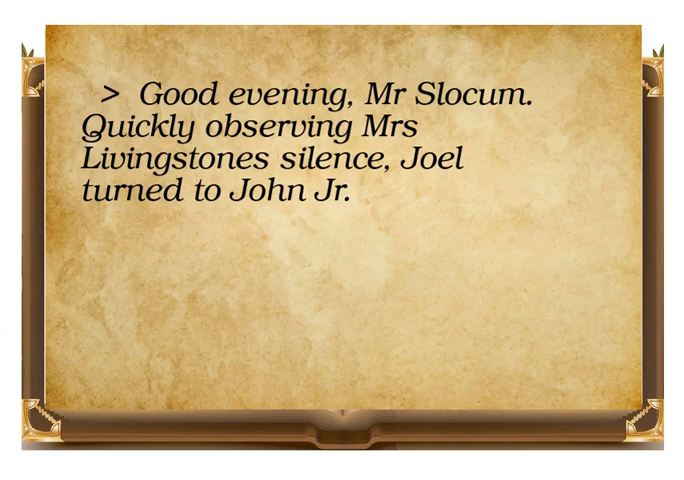 > Good evening, Mr Slocum.
Quickly observing Mrs
Livingstones silence, Joel
turned to John Jr.